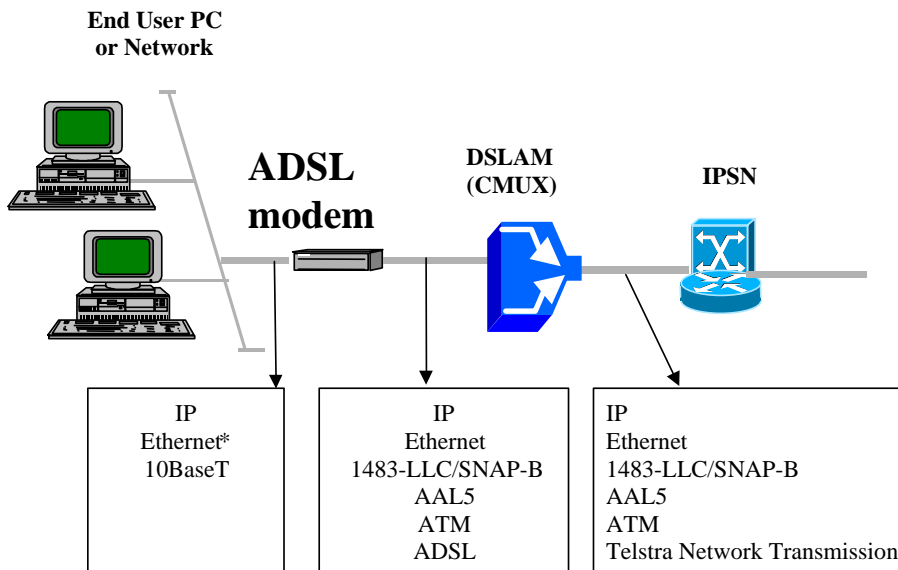 End User PC
or Network
ADSL
modem
DSLAM
(CMUX)
IPSN
IP
Ethernet*
10BaseT
IP
Ethernet
1483-LLC/SNAP-B
AAL5
ATM
ADSL
IP
Ethernet
1483-LLC/SNAP-B
AAL5
ATM
Telstra Network Transmission